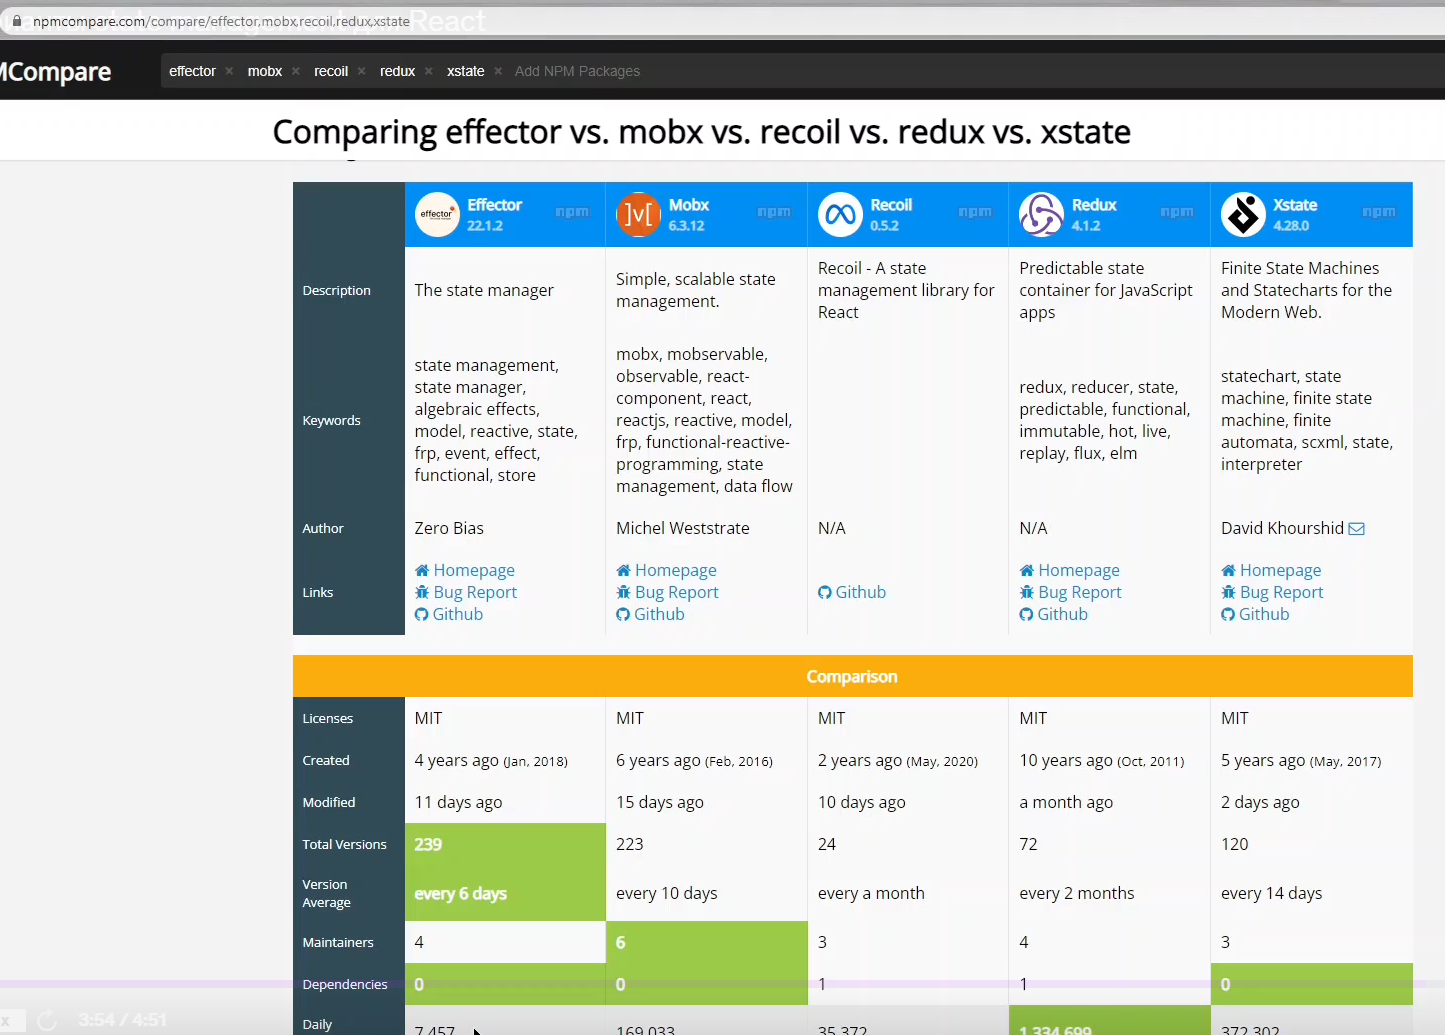 npmcompare.com/compare/effector,mobx,recoil,redux,xstate
React
MCompare
effector × mobx × recoil × redux × xstate × Add NPM Packages
Comparing effector vs. mobx vs. recoil vs. redux vs. xstate
effector
Effector
22.1.2
npm
Mobx
6.3.12
npm
Recoil
0.5.2
npm
Redux
4.1.2
npm
Xstate
4.28.0
npm
Description
The state manager
Simple, scalable state
management.
Recoil - A state
management library for
React
Predictable state
container for JavaScript
apps
Finite State Machines
and Statecharts for the
Modern Web.
Keywords
state management,
state manager,
algebraic effects,
model, reactive, state,
frp, event, effect,
functional, store
mobx, mobservable,
observable, react-
component, react,
reactjs, reactive, model,
frp, functional-reactive-
programming, state
management, data flow
redux, reducer, state,
predictable, functional,
immutable, hot, live,
replay, flux, elm
statechart, state
machine, finite state
machine, finite
automata, scxml, state,
interpreter
Author
Zero Bias
Michel Weststrate
N/A
N/A
David Khourshid
Links
Homepage
Bug Report
Github
Homepage
Bug Report
Github
Github
Homepage
Bug Report
Github
Homepage
Bug Report
Github
Comparison
Licenses MIT MIT MIT MIT MIT
Created 4 years ago (Jan, 2018) 6 years ago (Feb, 2016) 2 years ago (May, 2020) 10 years ago (Oct, 2011) 5 years ago (May, 2017)
Modified 11 days ago 15 days ago 10 days ago a month ago 2 days ago
Total Versions 239 223 24 72 120
Version
Average
every 6 days every 10 days every a month every 2 months every 14 days
Maintainers 4 6 3 4 3
Dependencies 0 0 1 1 0
Daily 7,457 169,033 35,372 1,334,699 372,302
x 3:54 / 4:51